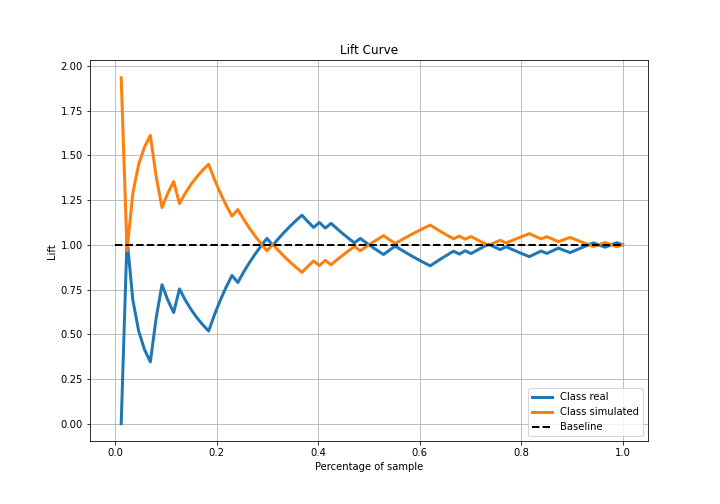 Lift Curve
Lift
2.00
1.75
1.50
1.25
1.00
0.75
0.50
0.25
0.00
0.0 0.2 0.4 0.6 0.8 1.0
Percentage of sample
Class real
Class simulated
Baseline